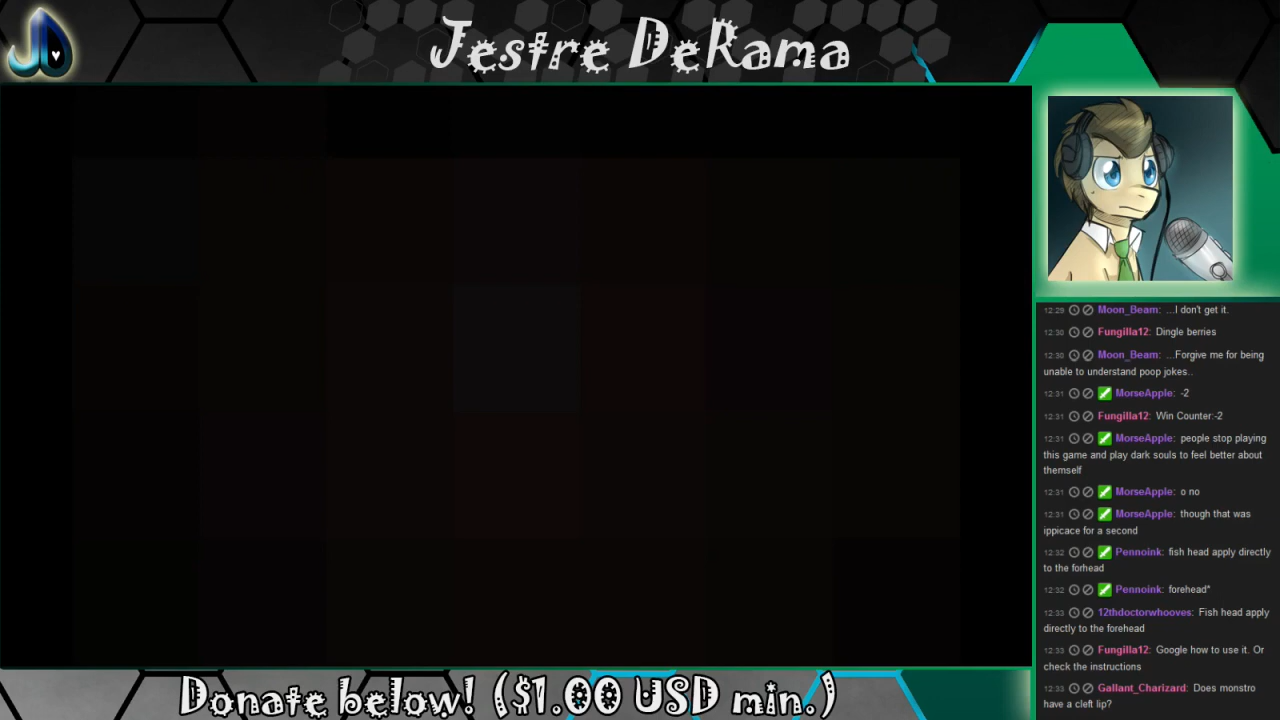 JD
Jestre DeRama
12:29 Moon_Beam: ...I don't get it.
12:30 Fungilla12: Dingle berries
12:30 Moon_Beam: ...Forgive me for being
unable to understand poop jokes..
12:31 MorseApple: -2
12:31 Fungilla12: Win Counter:-2
12:31 MorseApple: people stop playing
this game and play dark souls to feel better about
themself
12:31 MorseApple: o no
12:31 MorseApple: though that was
ippicace for a second
12:32 Pennoink: fish head apply directly
to the forhead
12:32 Pennoink: forehead*
12:33 12thdoctorwhooves: Fish head apply
directly to the forehead
12:33 Fungilla12: Google how to use it. Or
check the instructions
12:33 Gallant_Charizard: Does monstro
have a cleft lip?
Donate below! ($1.00 USD min.)